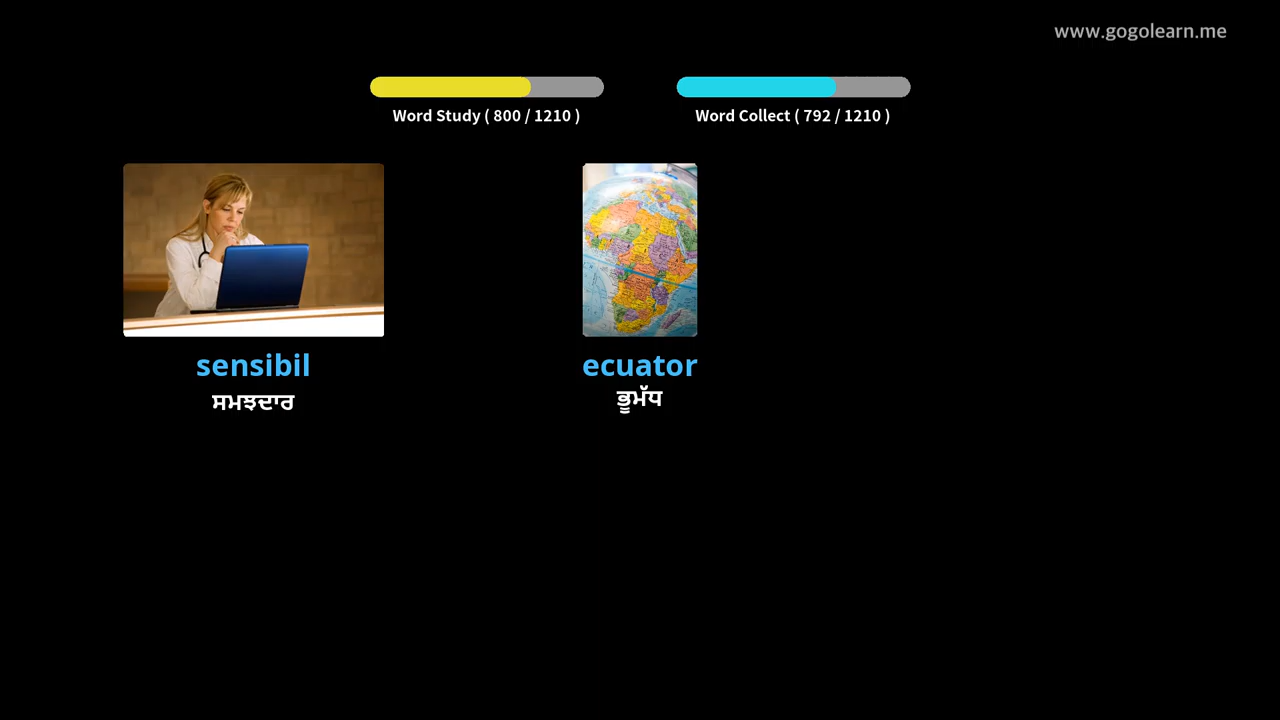 www.gogolearn.me
Word Study ( 800 / 1210 )
Word Collect ( 792 / 1210 )
sensibil
ਸਮਝਦਾਰ
ecuator
ਭੂਮੱਧ